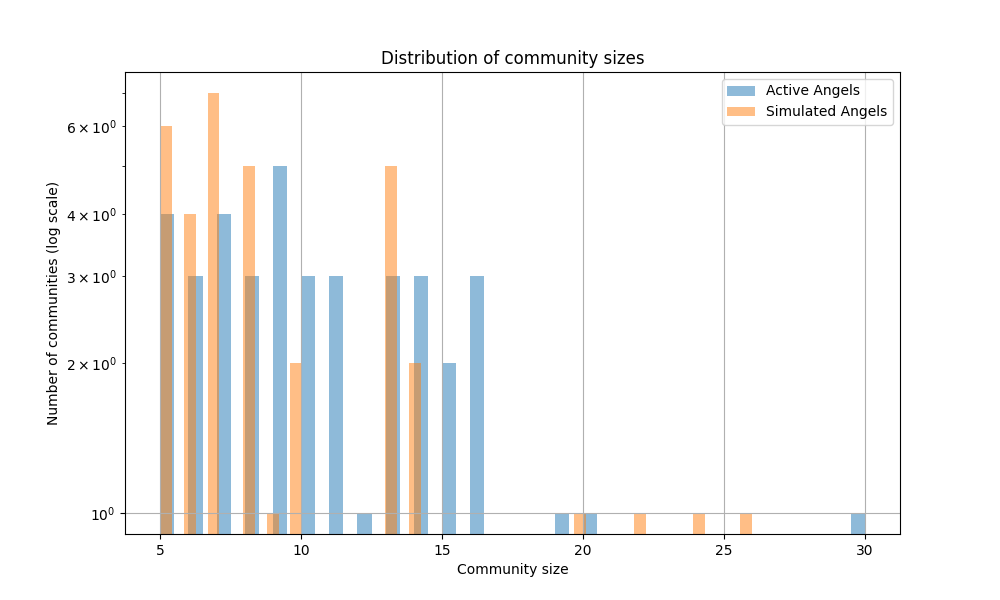 Distribution of community sizes
Active Angels
Simulated Angels
Number of communities (log scale)
6 × 10⁰
4 × 10⁰
3 × 10⁰
2 × 10⁰
10⁰
5 10 15 20 25 30
Community size